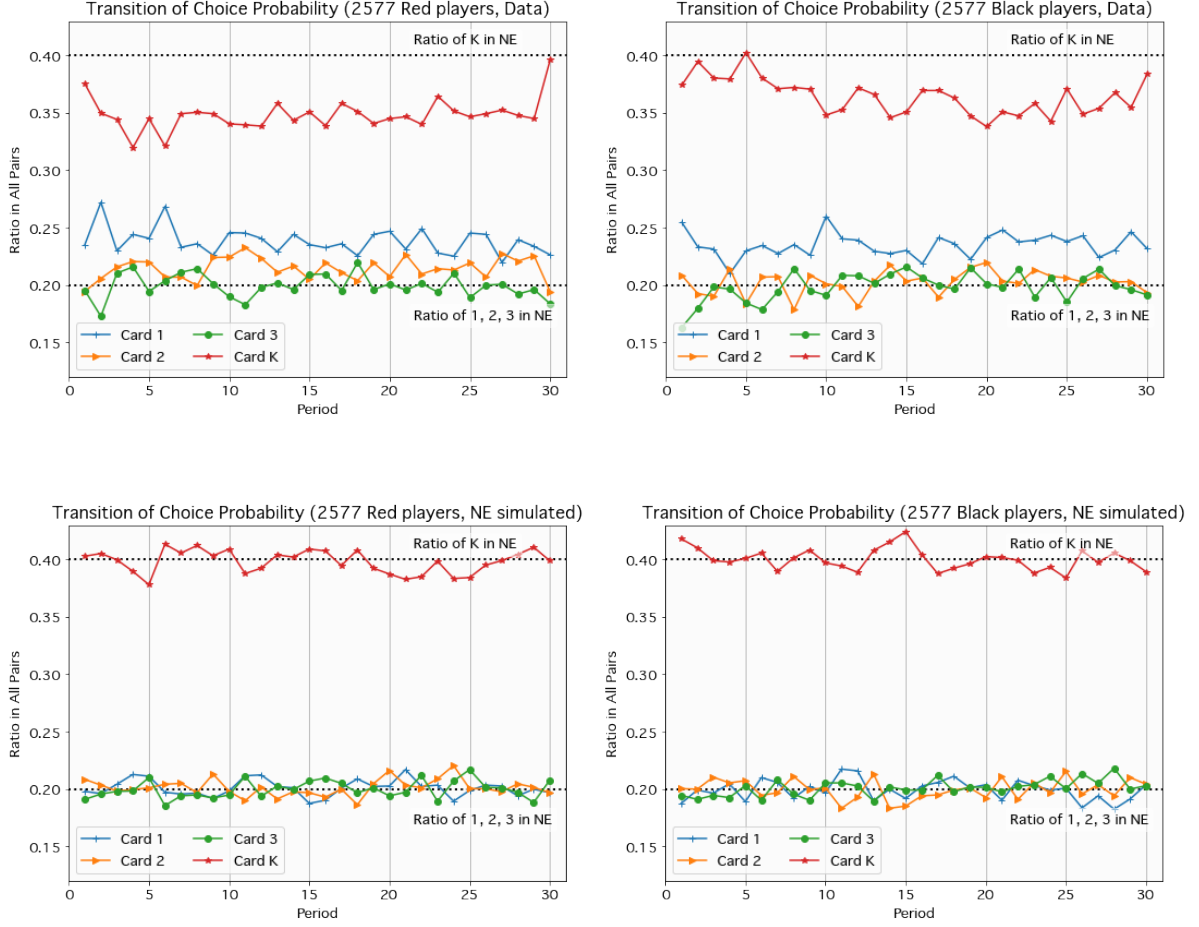 Transition of Choice Probability (2577 Red players, Data)
Ratio of K in NE
0.40
0.35
0.30
0.25
0.20
0.15
Ratio in All Pairs
Ratio of 1, 2, 3 in NE
Card 1
Card 3
Card 2
Card K
0 5 10 15 20 25 30
Period
Transition of Choice Probability (2577 Black players, Data)
Ratio of K in NE
0.40
0.35
0.30
0.25
0.20
0.15
Ratio in All Pairs
Ratio of 1, 2, 3 in NE
Card 1
Card 3
Card 2
Card K
0 5 10 15 20 25 30
Period
Transition of Choice Probability (2577 Red players, NE simulated)
Ratio of K in NE
0.40
0.35
0.30
0.25
0.20
0.15
Ratio in All Pairs
Ratio of 1, 2, 3 in NE
Card 1
Card 3
Card 2
Card K
0 5 10 15 20 25 30
Period
Transition of Choice Probability (2577 Black players, NE simulated)
Ratio of K in NE
0.40
0.35
0.30
0.25
0.20
0.15
Ratio in All Pairs
Ratio of 1, 2, 3 in NE
Card 1
Card 3
Card 2
Card K
0 5 10 15 20 25 30
Period